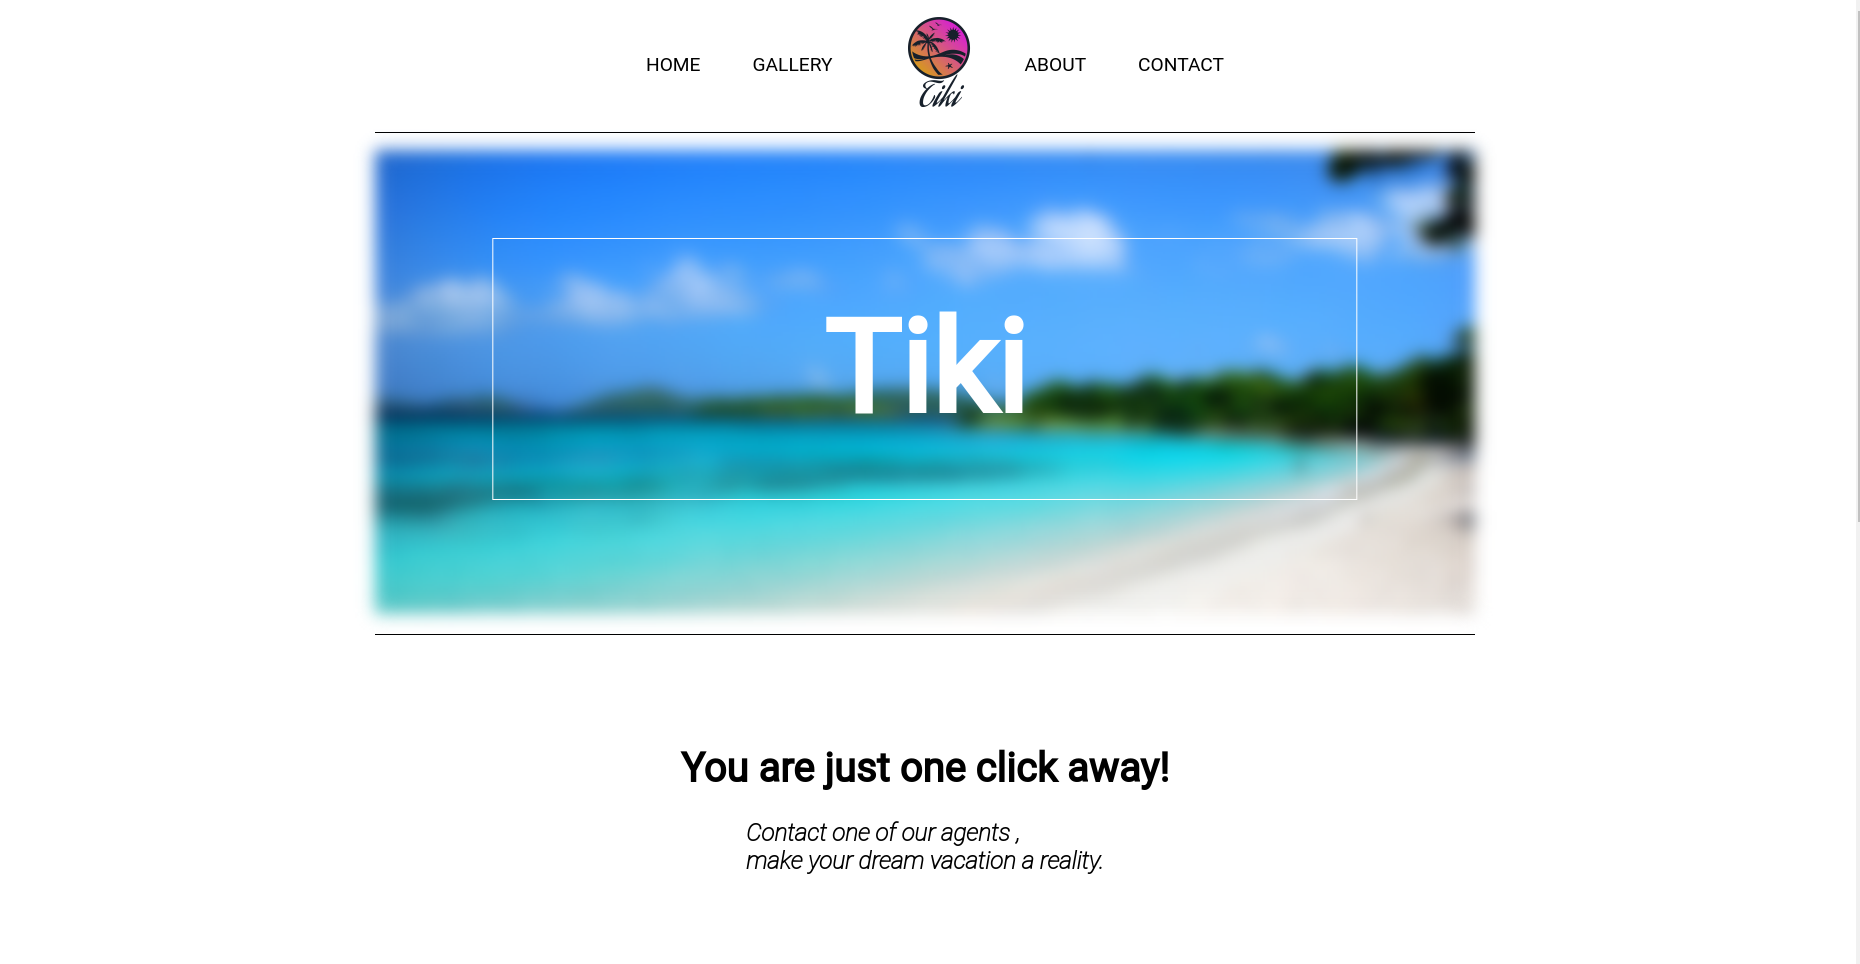 HOME GALLERY Tiki ABOUT CONTACT
Tiki
You are just one click away!
Contact one of our agents ,
make your dream vacation a reality.